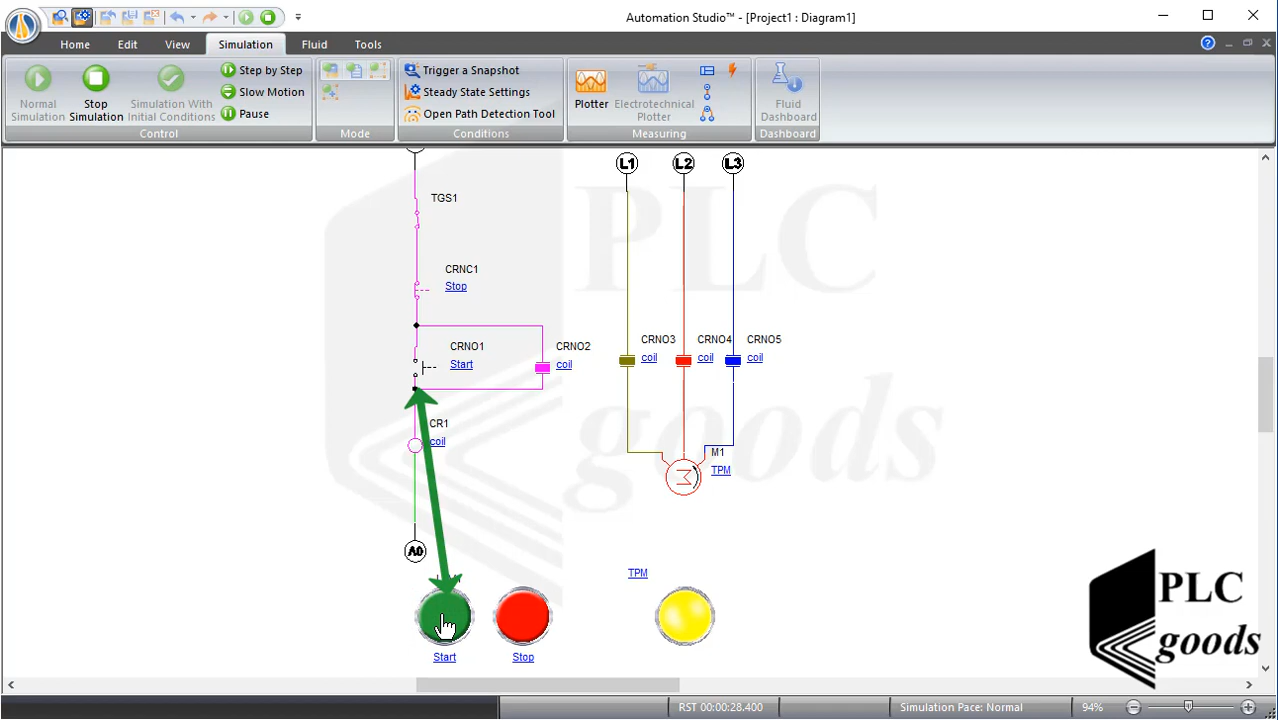 Automation Studio™ - [Project1 : Diagram1]
Home Edit View Simulation Fluid Tools
Normal Simulation
Stop Simulation
Simulation With Initial Conditions
Step by Step
Slow Motion
Pause
Control
Mode
Trigger a Snapshot
Steady State Settings
Open Path Detection Tool
Conditions
Plotter
Electrotechnical Plotter
Measuring
Fluid Dashboard
Dashboard
L1 L2 L3
TGS1
CRNC1
Stop
CRNO1
Start
CRNO2
coil
CRNO3
coil
CRNO4
coil
CRNO5
coil
CR1
coil
M1
TPM
A0
TPM
Start
Stop
PLC
goods
PLC
goods
RST 00:00:28.400
Simulation Pace: Normal
94%